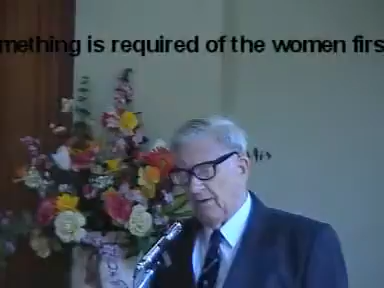 mething is required of the women firs